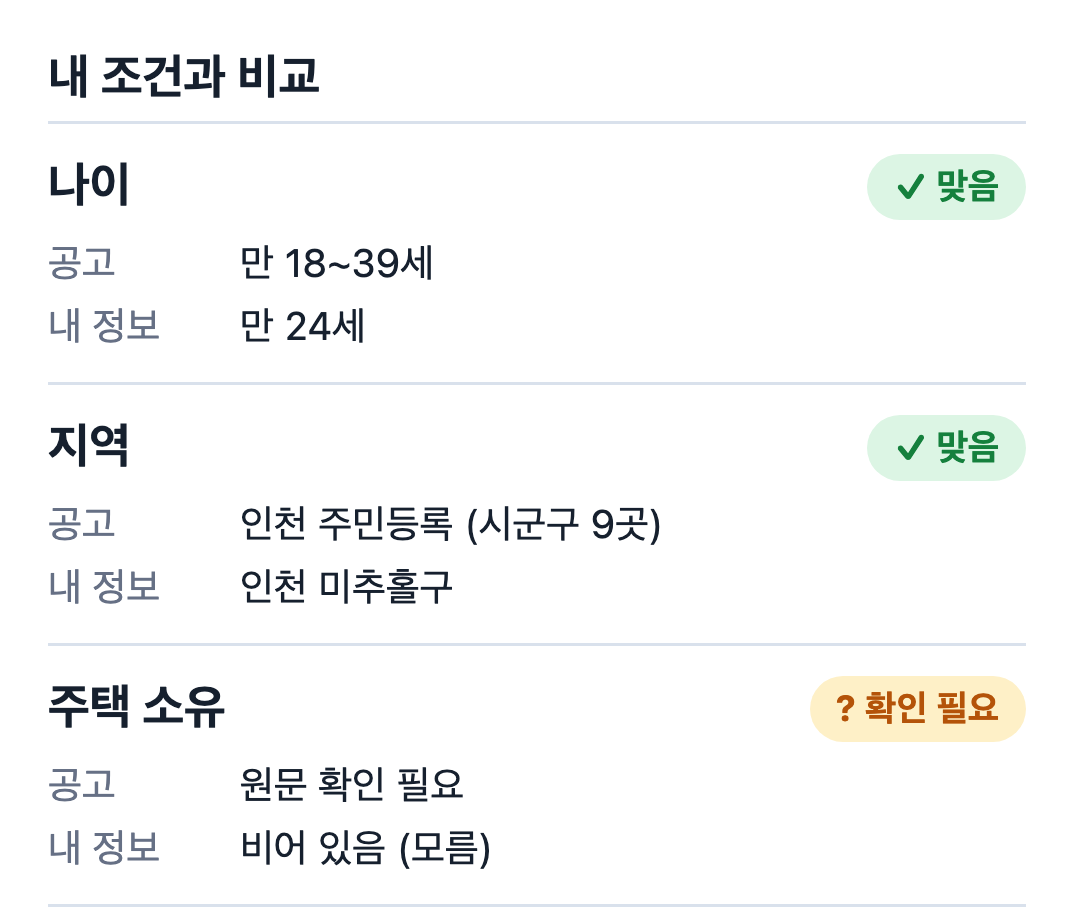 내 조건과 비교
나이 ✓ 맞음
공고 만 18~39세
내 정보 만 24세
지역 ✓ 맞음
공고 인천 주민등록 (시군구 9곳)
내 정보 인천 미추홀구
주택 소유 ? 확인 필요
공고 원문 확인 필요
내 정보 비어 있음 (모름)